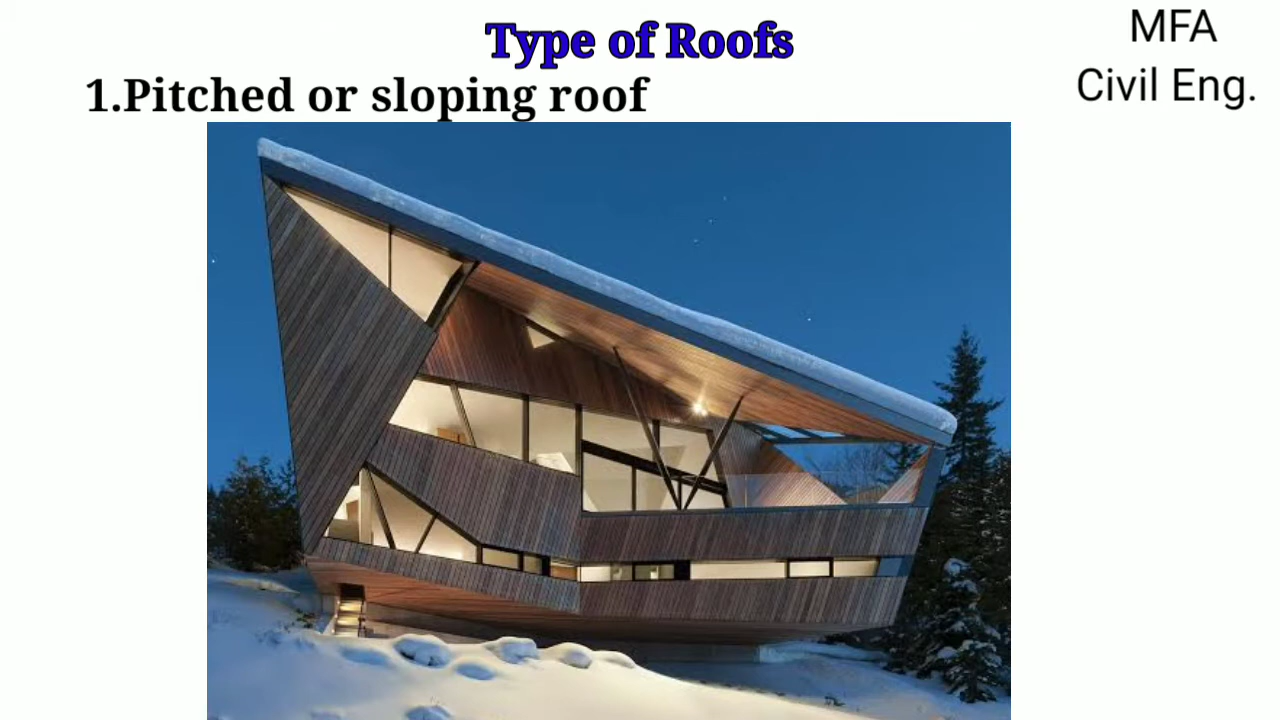 Type of Roofs
MFA
Civil Eng.
1.Pitched or sloping roof